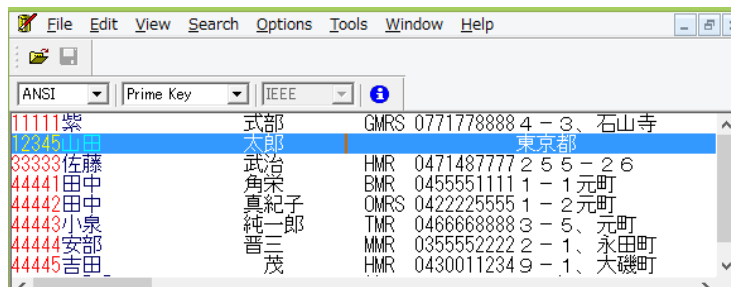 File Edit View Search Options Tools Window Help
ANSI Prime Key IEEE
11111紫 式部 GMRS 0771778888４－３、石山寺
12345山田 太郎 東京都
33333佐藤 武治 HMR 0471487777２５５－２６
44441田中 角栄 BMR 0455551111１－１元町
44442田中 真紀子 OMRS 0422225555１－２元町
44443小泉 純一郎 TMR 0466668888３－５、元町
44444安部 晋三 MMR 0355552222２－１、永田町
44445吉田 茂 HMR 0430011234９－１、大磯町